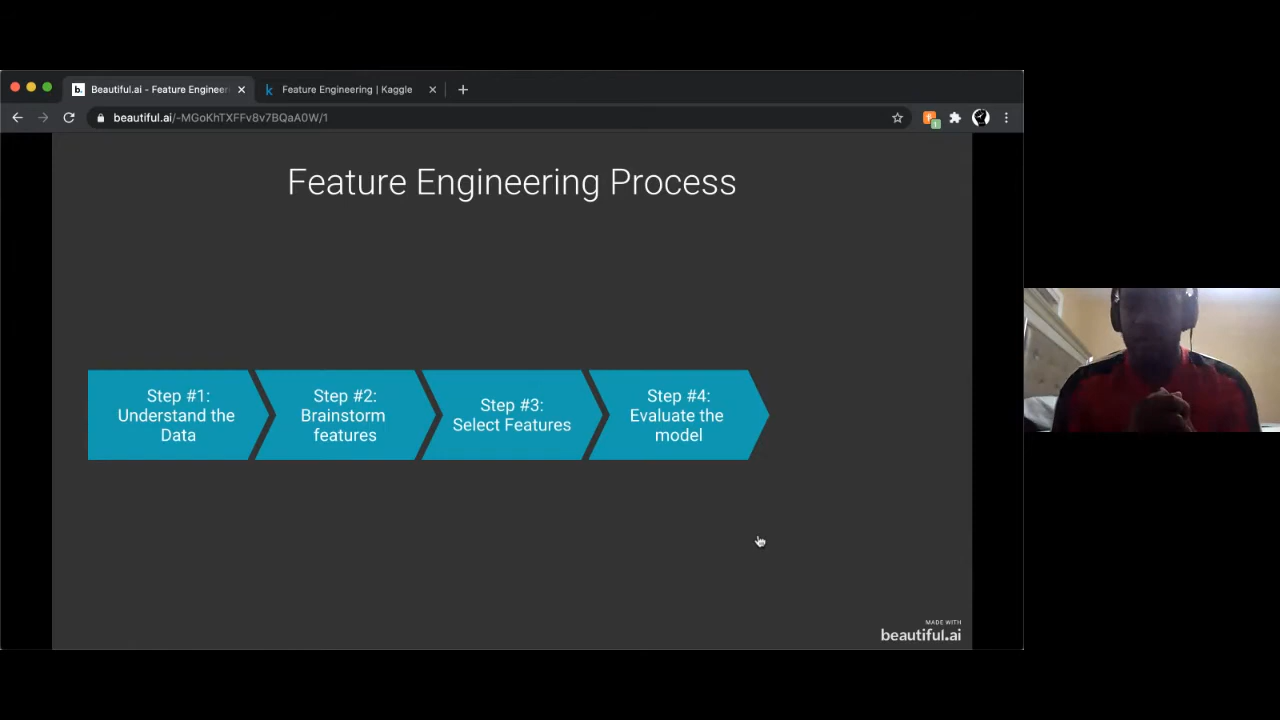 Beautiful.ai - Feature Engineerin
Feature Engineering | Kaggle
beautiful.ai/-MGoKhTXFFv8v7BQaA0W/1
Feature Engineering Process
Step #1:
Understand the
Data
Step #2:
Brainstorm
features
Step #3:
Select Features
Step #4:
Evaluate the
model
MADE WITH
beautiful.ai